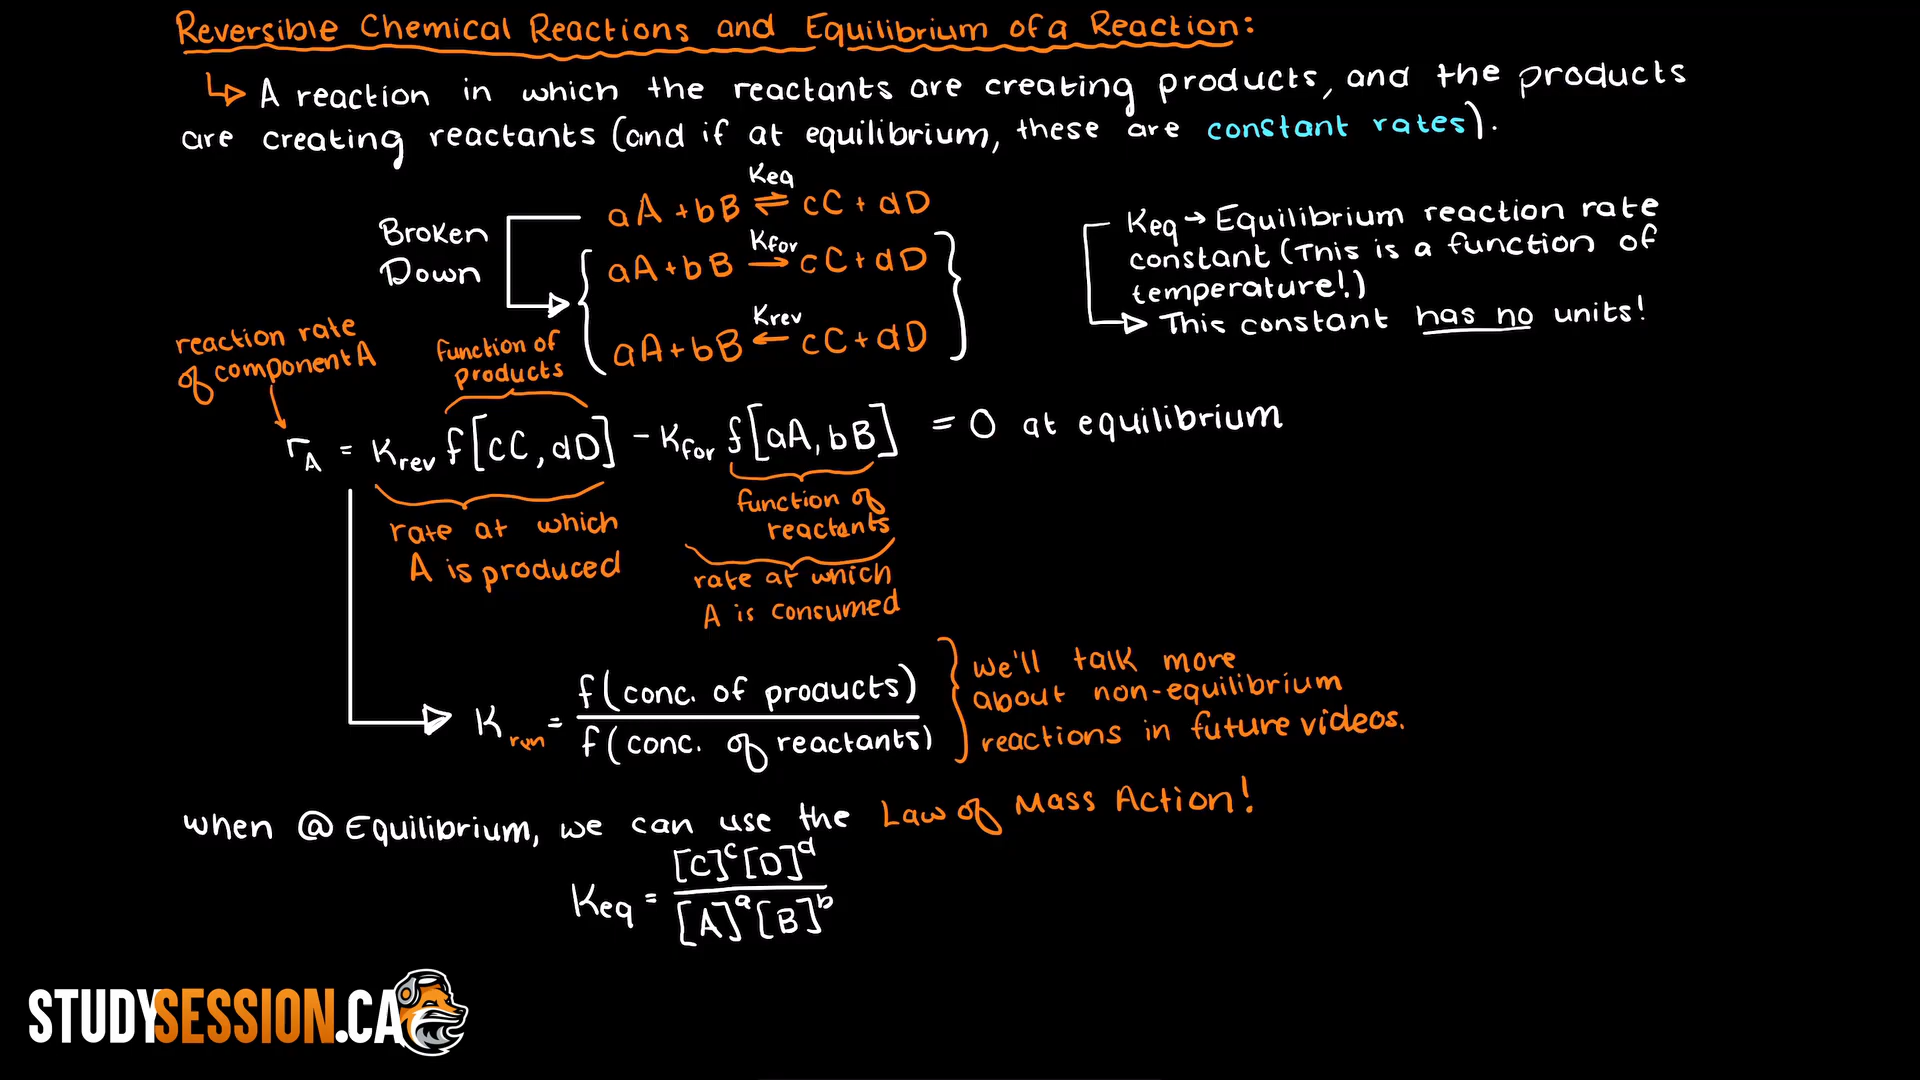 Reversible Chemical Reactions and Equilibrium of a Reaction:
↳ A reaction in which the reactants are creating products, and the products
are creating reactants (and if at equilibrium, these are constant rates).
Keq
aA + bB ⇌ cC + dD
Broken
Down
Kfor
aA + bB → cC + dD
Krev
aA + bB ← cC + dD
Keq → Equilibrium reaction rate
constant (This is a function of
temperature!)
This constant has no units!
reaction rate
of component A
function of
products
r_A = K_rev f[cC, dD] - K_for f[aA, bB] = 0 at equilibrium
rate at which
A is produced
function of
reactants
rate at which
A is consumed
K_rxn = f(conc. of products)
f(conc. of reactants)
we'll talk more
about non-equilibrium
reactions in future videos.
when @ Equilibrium, we can use the Law of Mass Action!
Keq = [C]^c [D]^d
[A]^a [B]^b
STUDYSESSION.CA